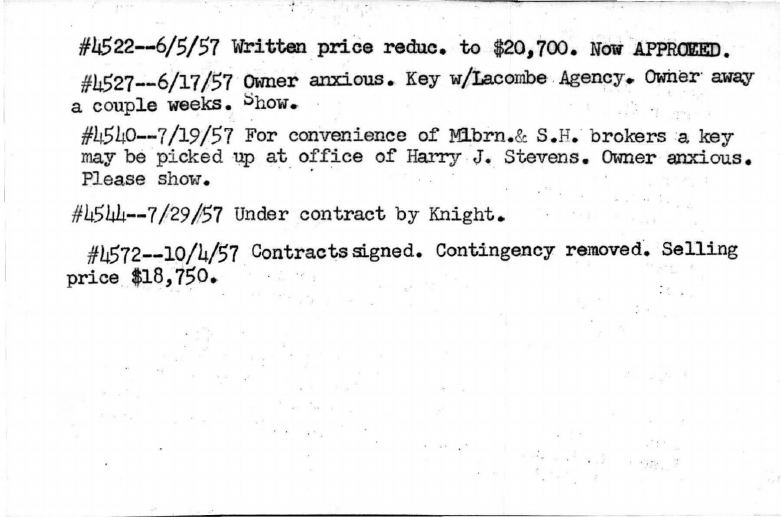 #4522--6/5/57 Written price reduc. to $20,700. Now APPROEED.
#4527--6/17/57 Owner anxious. Key w/Lacombe Agency. Owner away
a couple weeks. Show.
#4540--7/19/57 For convenience of Mlbrn.& S.H. brokers a key
may be picked up at office of Harry J. Stevens. Owner anxious.
Please show.
#4544--7/29/57 Under contract by Knight.
#4572--10/4/57 Contracts signed. Contingency removed. Selling
price $18,750.